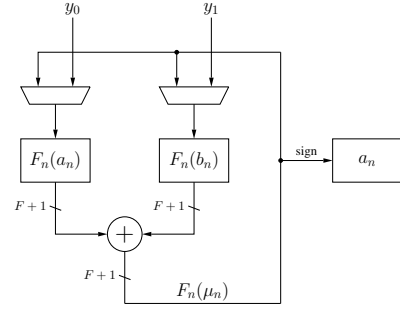 y₀ y₁
Fₙ(aₙ) Fₙ(bₙ) sign aₙ
F + 1 F + 1
+
F + 1
Fₙ(μₙ)